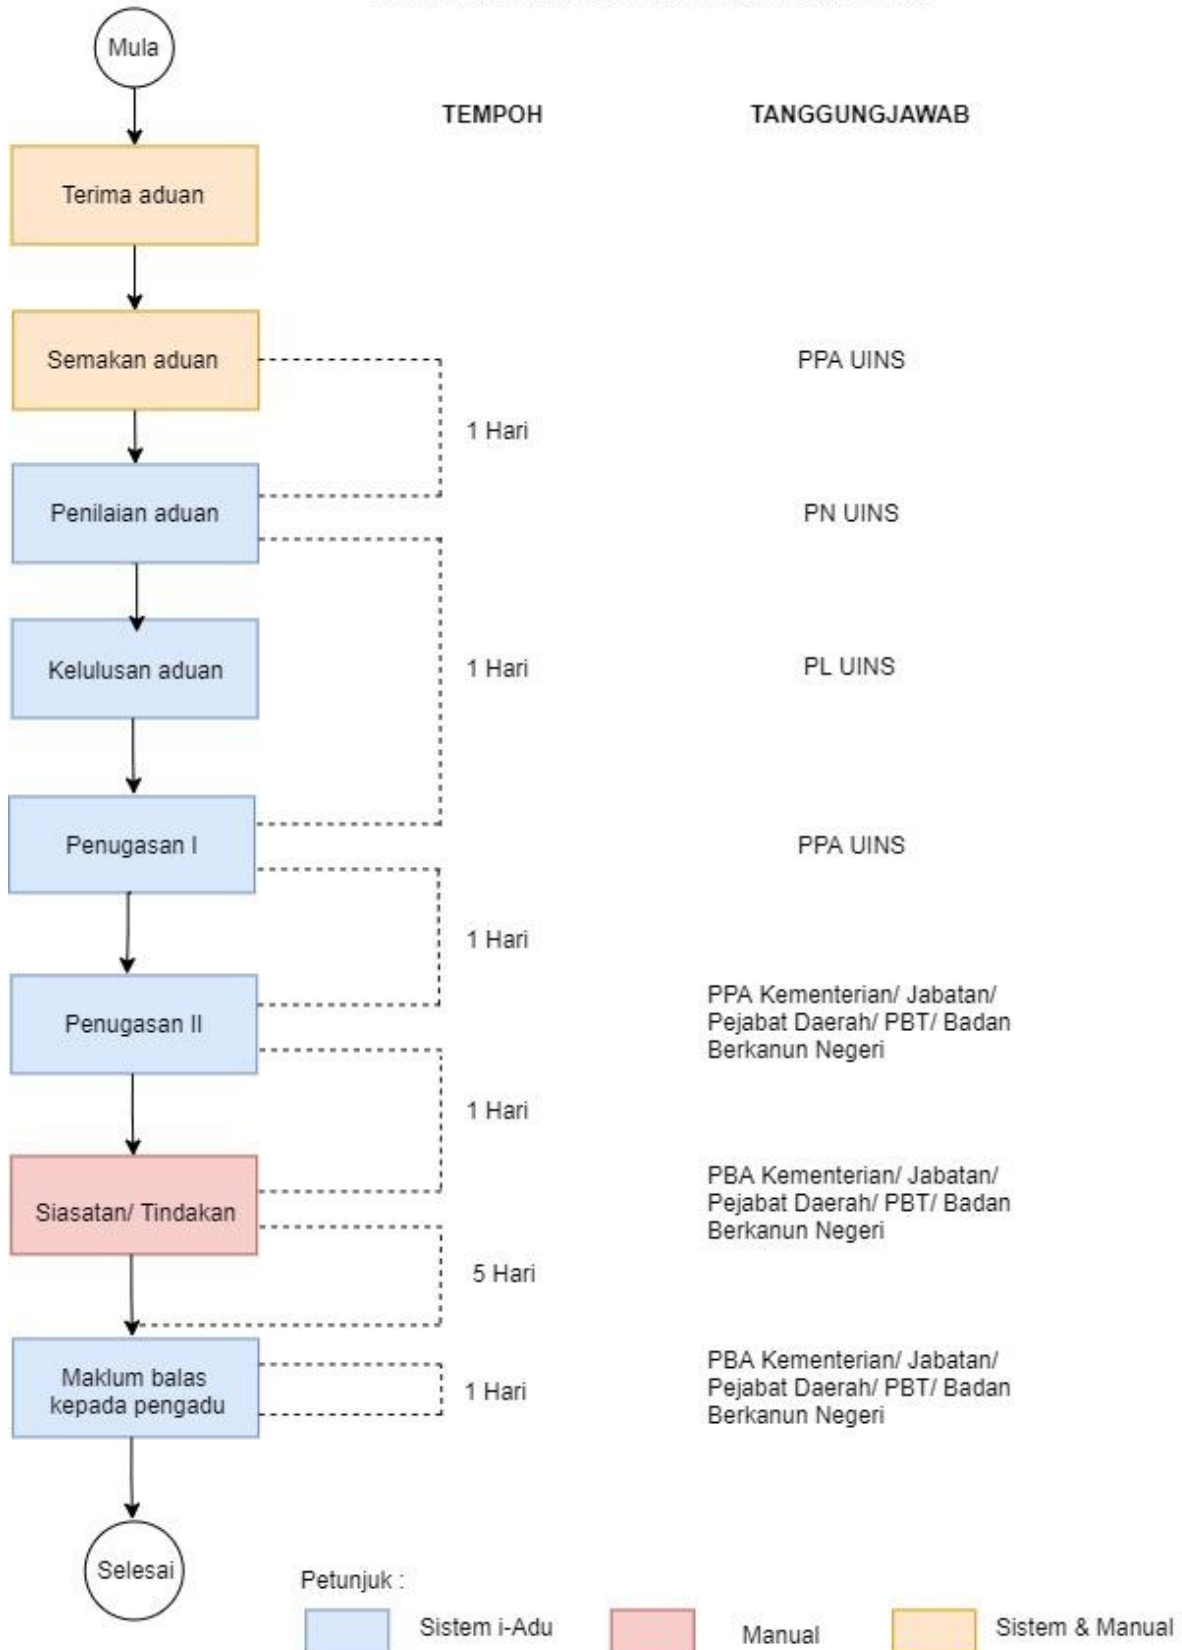 Mula
TEMPOH
TANGGUNGJAWAB
Terima aduan
Semakan aduan
PPA UINS
1 Hari
Penilaian aduan
PN UINS
Kelulusan aduan
1 Hari
PL UINS
Penugasan I
PPA UINS
1 Hari
Penugasan II
PPA Kementerian/ Jabatan/
Pejabat Daerah/ PBT/ Badan
Berkanun Negeri
1 Hari
Siasatan/ Tindakan
PBA Kementerian/ Jabatan/
Pejabat Daerah/ PBT/ Badan
Berkanun Negeri
5 Hari
Maklum balas
kepada pengadu
1 Hari
PBA Kementerian/ Jabatan/
Pejabat Daerah/ PBT/ Badan
Berkanun Negeri
Selesai
Petunjuk :
Sistem i-Adu
Manual
Sistem & Manual